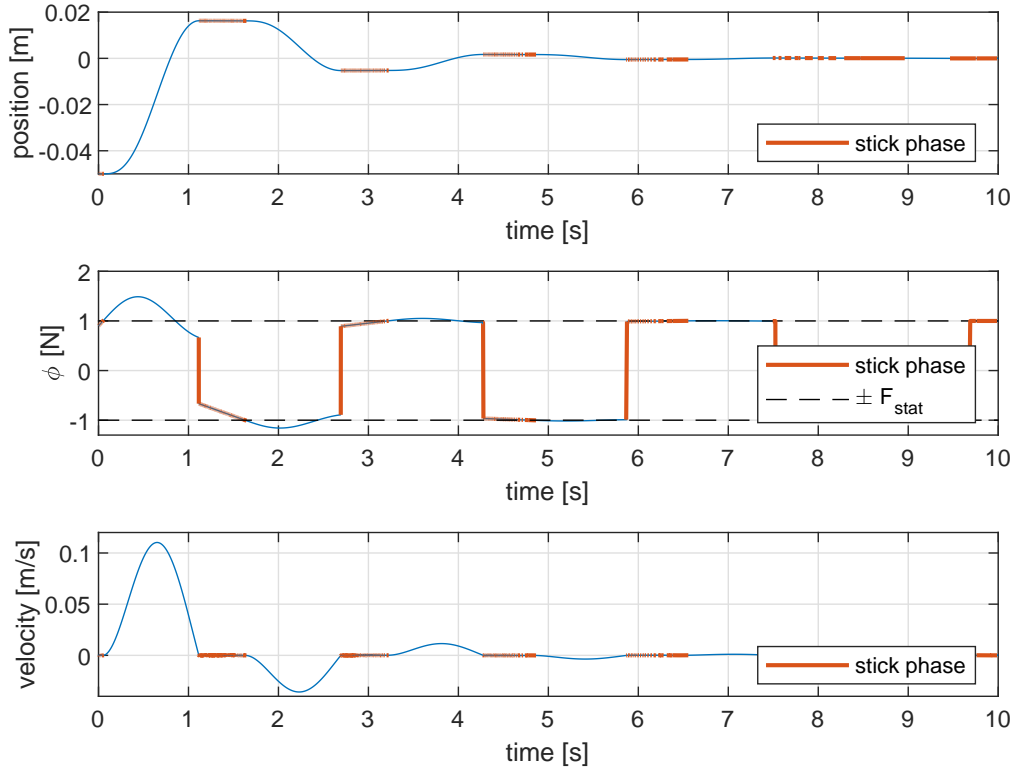 0.02
0
-0.02
-0.04
position [m]
stick phase
0 1 2 3 4 5 6 7 8 9 10
time [s]
2
1
0
-1
ϕ [N]
stick phase
± F_stat
0 1 2 3 4 5 6 7 8 9 10
time [s]
0.1
0.05
0
velocity [m/s]
stick phase
0 1 2 3 4 5 6 7 8 9 10
time [s]